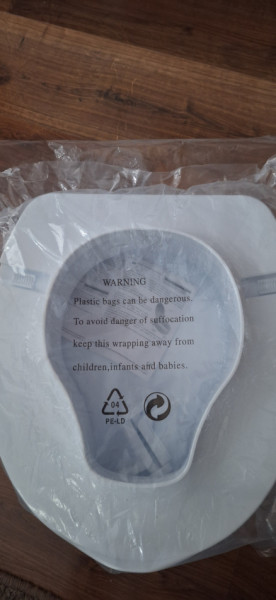 WARNING
Plastic bags can be dangerous.
To avoid danger of suffocation
keep this wrapping away from
children,infants and babies.
04
PE-LD